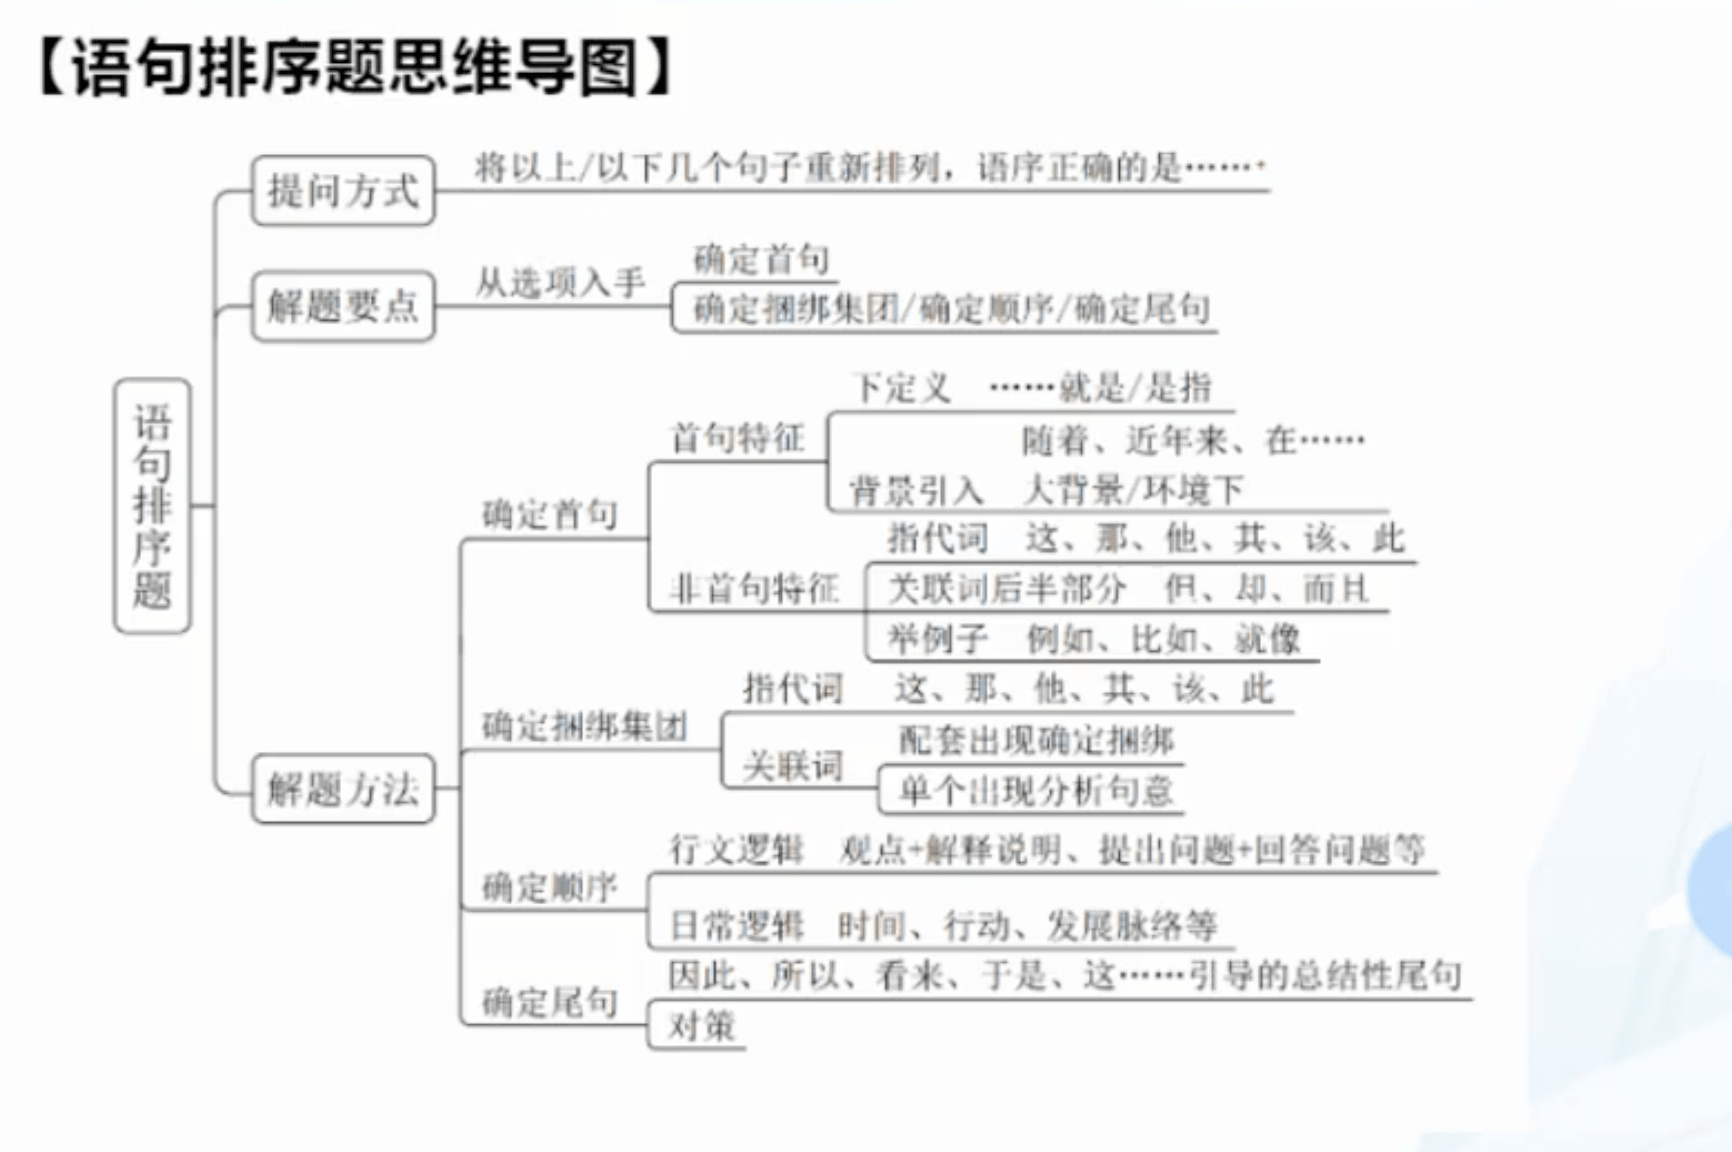 【语句排序题思维导图】
语句排序题
提问方式
将以上/以下几个句子重新排列，语序正确的是……
解题要点
从选项入手
确定首句
确定捆绑集团/确定顺序/确定尾句
解题方法
确定首句
首句特征
下定义 ……就是/是指
随着、近年来、在……
背景引入 大背景/环境下
非首句特征
指代词 这、那、他、其、该、此
关联词后半部分 但、却、而且
举例子 例如、比如、就像
确定捆绑集团
指代词 这、那、他、其、该、此
关联词
配套出现确定捆绑
单个出现分析句意
确定顺序
行文逻辑 观点+解释说明、提出问题+回答问题等
日常逻辑 时间、行动、发展脉络等
确定尾句
因此、所以、看来、于是、这……引导的总结性尾句
对策